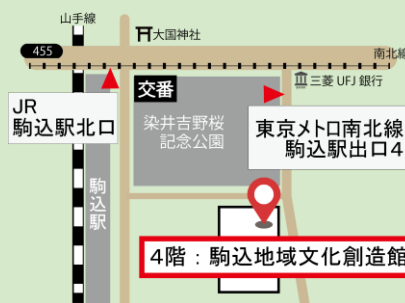 山手線
大国神社
455
南北線
三菱 UFJ 銀行
交番
JR
駒込駅北口
染井吉野桜
記念公園
東京メトロ南北線
駒込駅出口4
駒込駅
4階：駒込地域文化創造館